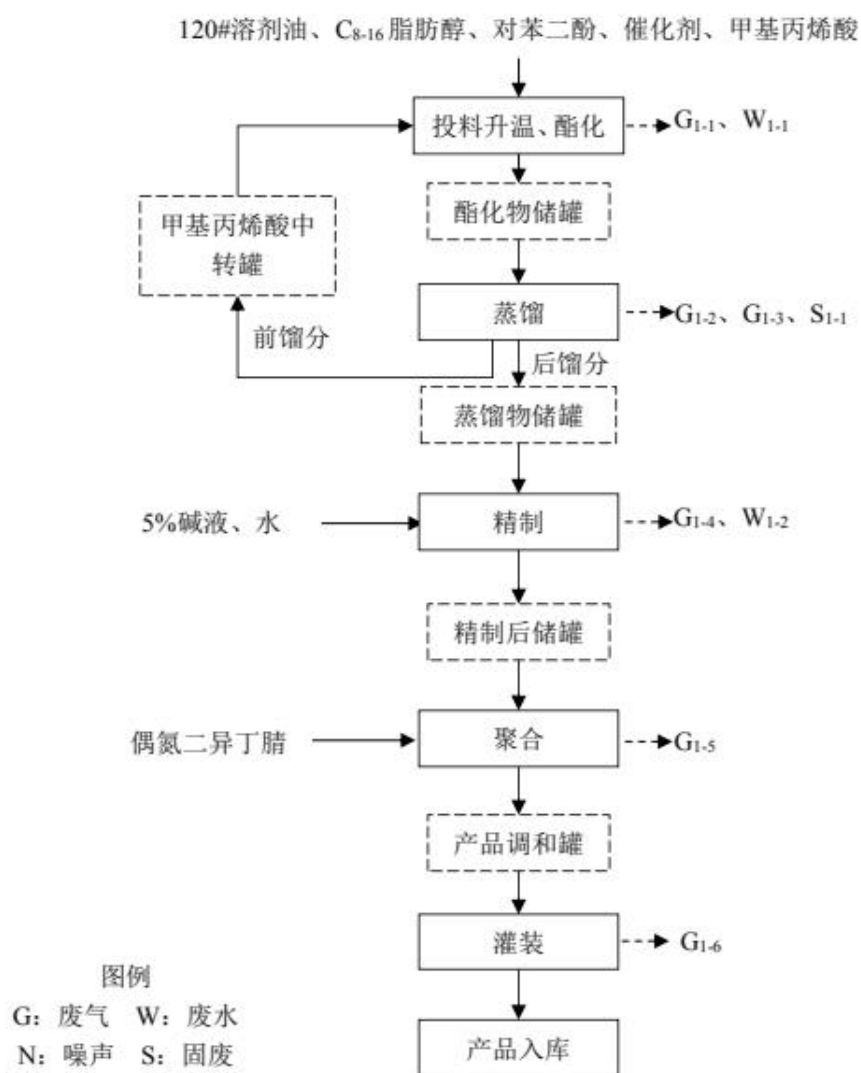 120#溶剂油、C8-16脂肪醇、对苯二酚、催化剂、甲基丙烯酸
投料升温、酯化
G1-1、W1-1
甲基丙烯酸中
转罐
酯化物储罐
蒸馏
G1-2、G1-3、S1-1
前馏分
后馏分
蒸馏物储罐
5%碱液、水
精制
G1-4、W1-2
精制后储罐
偶氮二异丁腈
聚合
G1-5
产品调和罐
灌装
G1-6
图例
G：废气 W：废水
N：噪声 S：固废
产品入库